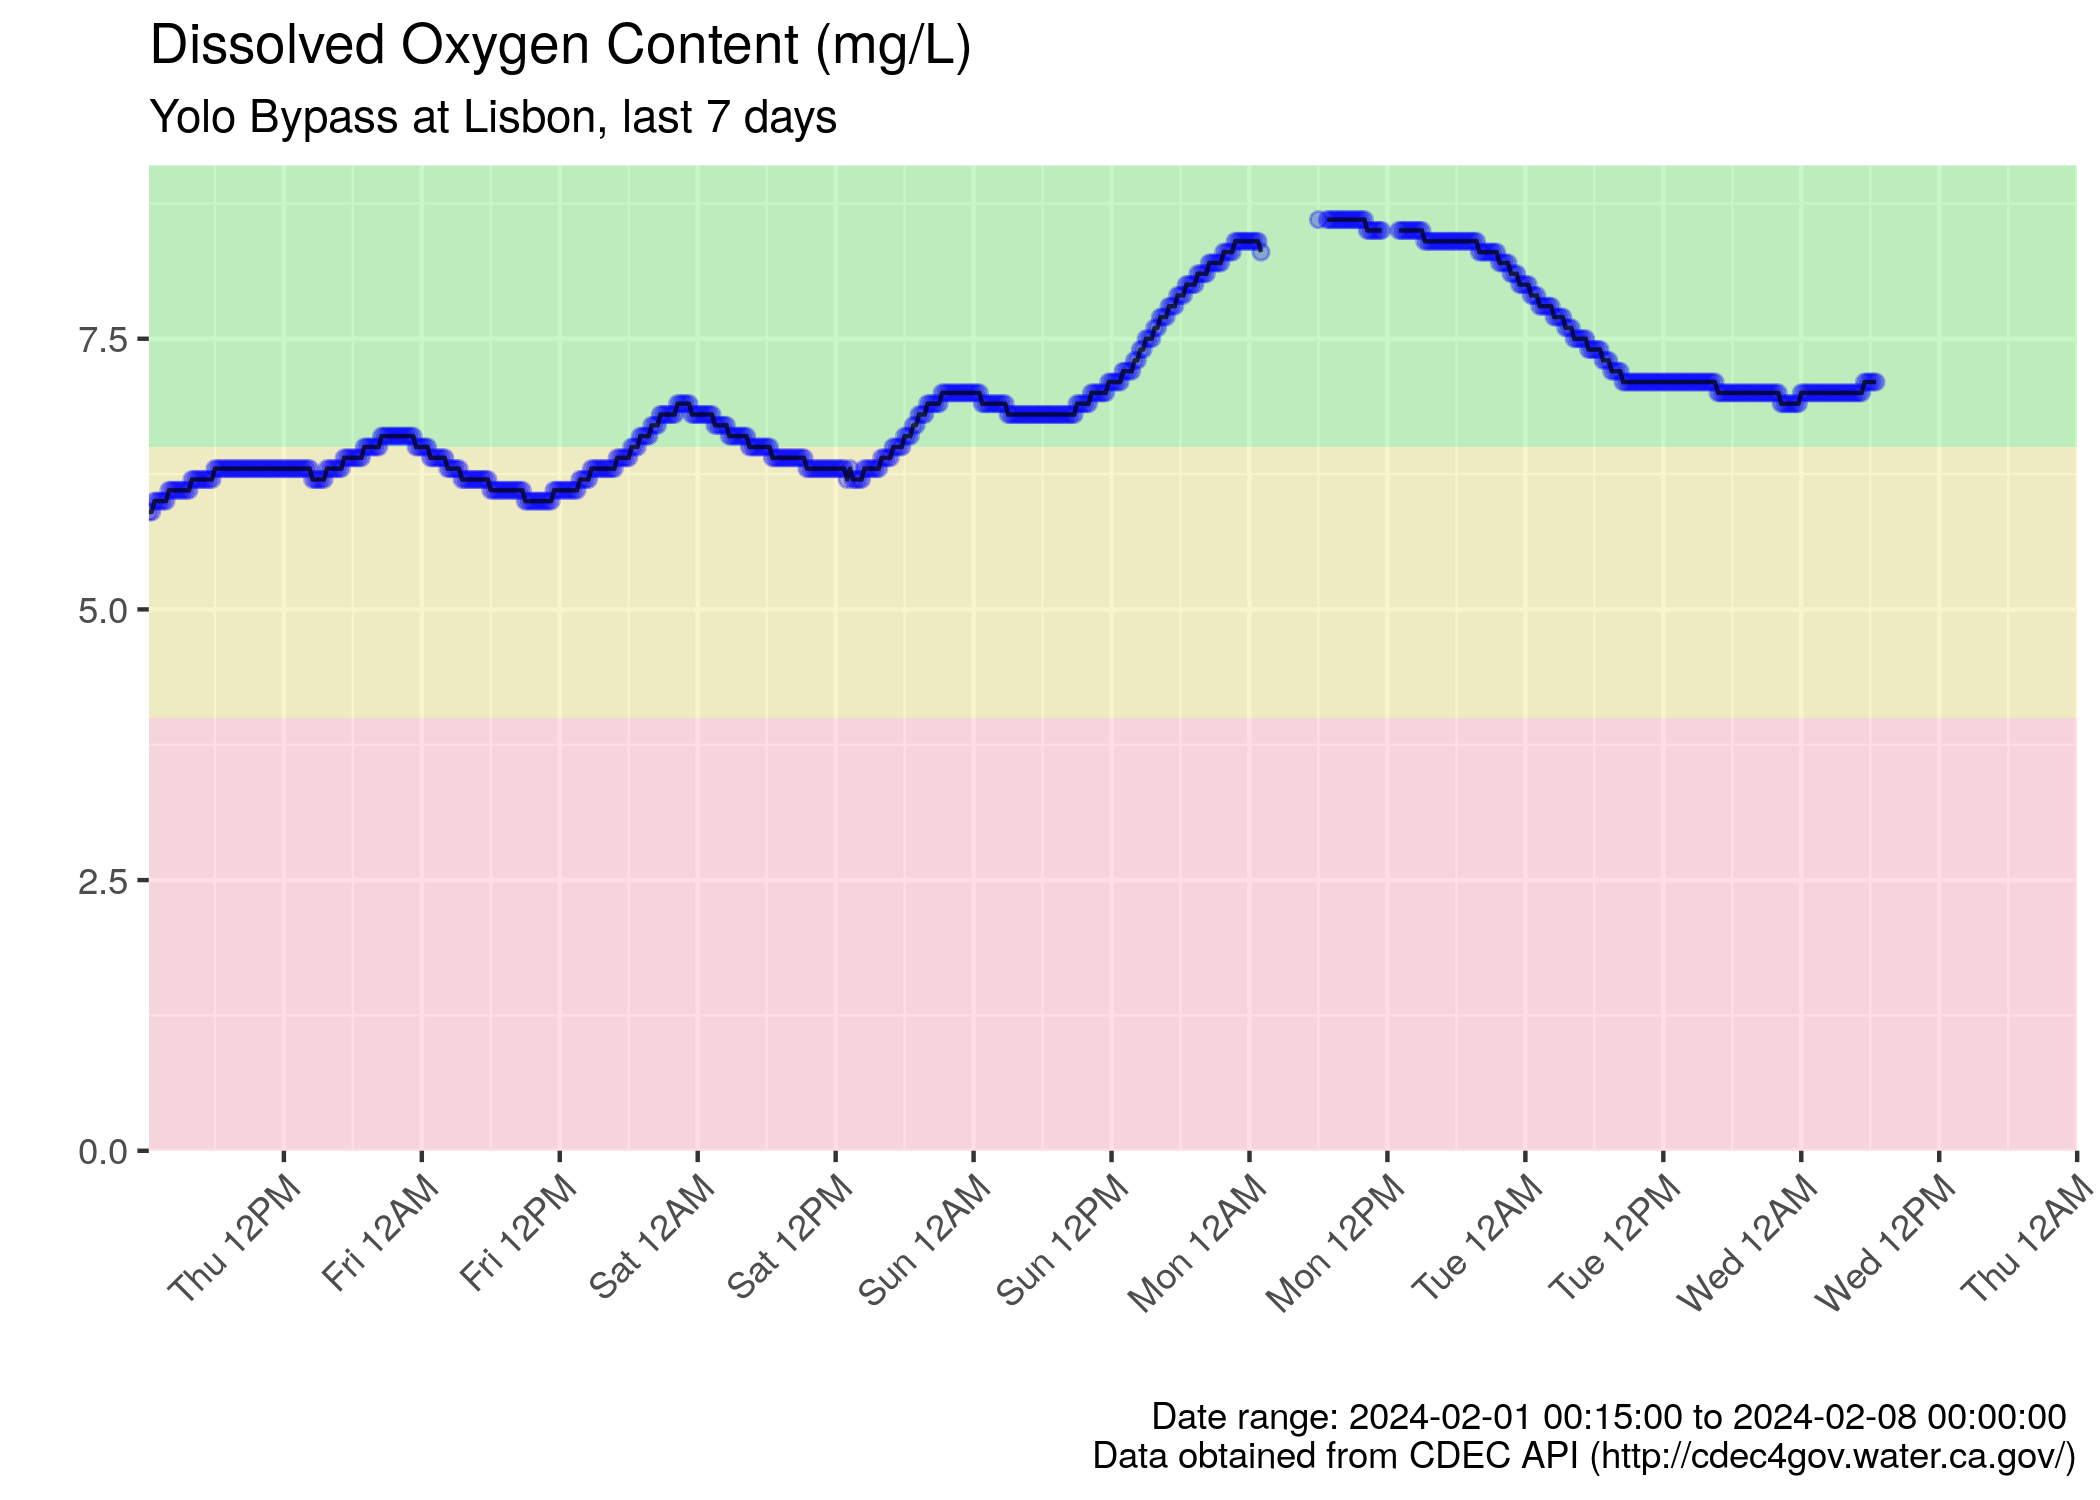 Dissolved Oxygen Content (mg/L)
Yolo Bypass at Lisbon, last 7 days
7.5
5.0
2.5
0.0
Thu 12PM
Fri 12AM
Fri 12PM
Sat 12AM
Sat 12PM
Sun 12AM
Sun 12PM
Mon 12AM
Mon 12PM
Tue 12AM
Tue 12PM
Wed 12AM
Wed 12PM
Thu 12AM
Date range: 2024-02-01 00:15:00 to 2024-02-08 00:00:00
Data obtained from CDEC API (http://cdec4gov.water.ca.gov/)